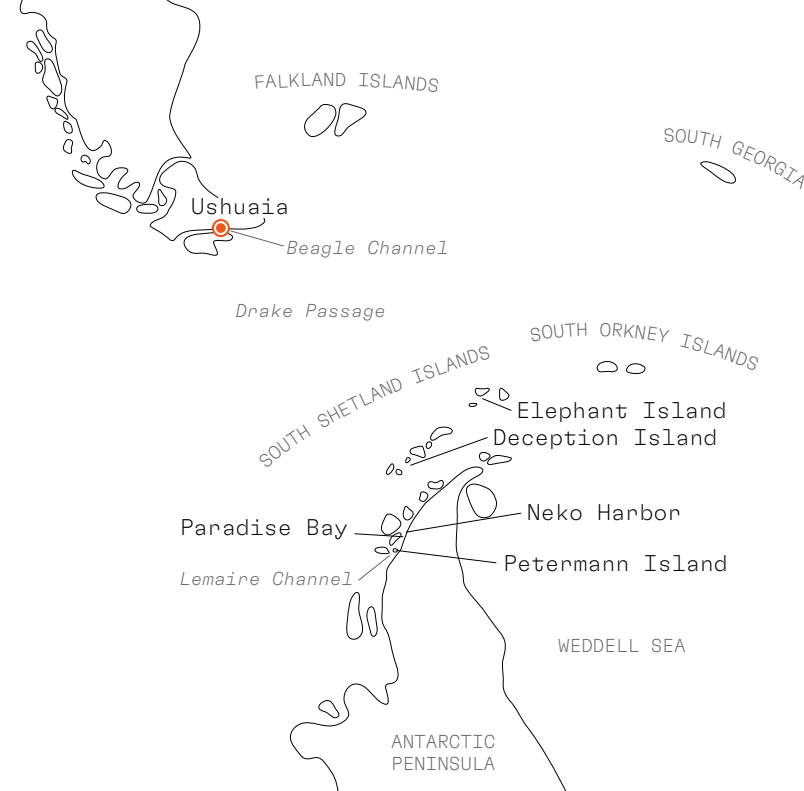 FALKLAND ISLANDS
SOUTH GEORGIA
Ushuaia
Beagle Channel
Drake Passage
SOUTH ORKNEY ISLANDS
SOUTH SHETLAND ISLANDS
Elephant Island
Deception Island
Neko Harbor
Paradise Bay
Petermann Island
Lemaire Channel
WEDDELL SEA
ANTARCTIC
PENINSULA